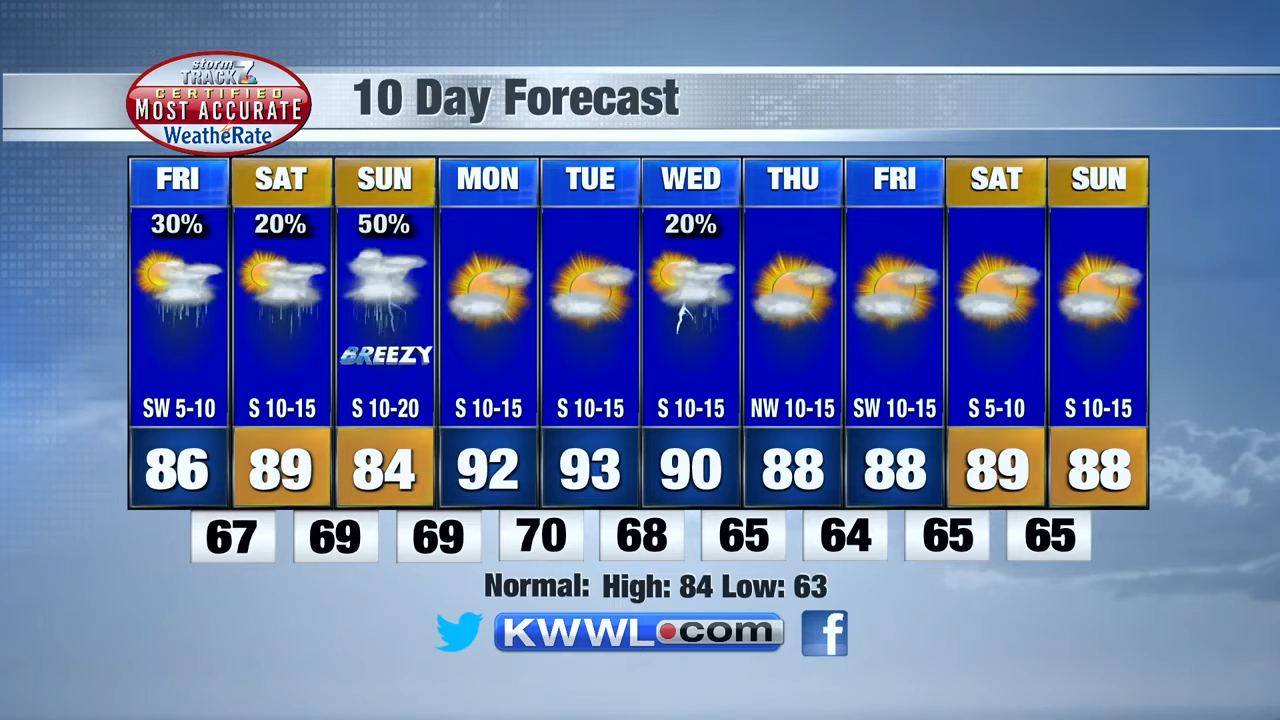 storm
TRACK 7
CERTIFIED
MOST ACCURATE
WeatheRate
10 Day Forecast
FRI SAT SUN MON TUE WED THU FRI SAT SUN
30% 20% 50% 20%
BREEZY
SW 5-10 S 10-15 S 10-20 S 10-15 S 10-15 S 10-15 NW 10-15 SW 10-15 S 5-10 S 10-15
86 89 84 92 93 90 88 88 89 88
67 69 69 70 68 65 64 65 65
Normal: High: 84 Low: 63
KWWL.com f